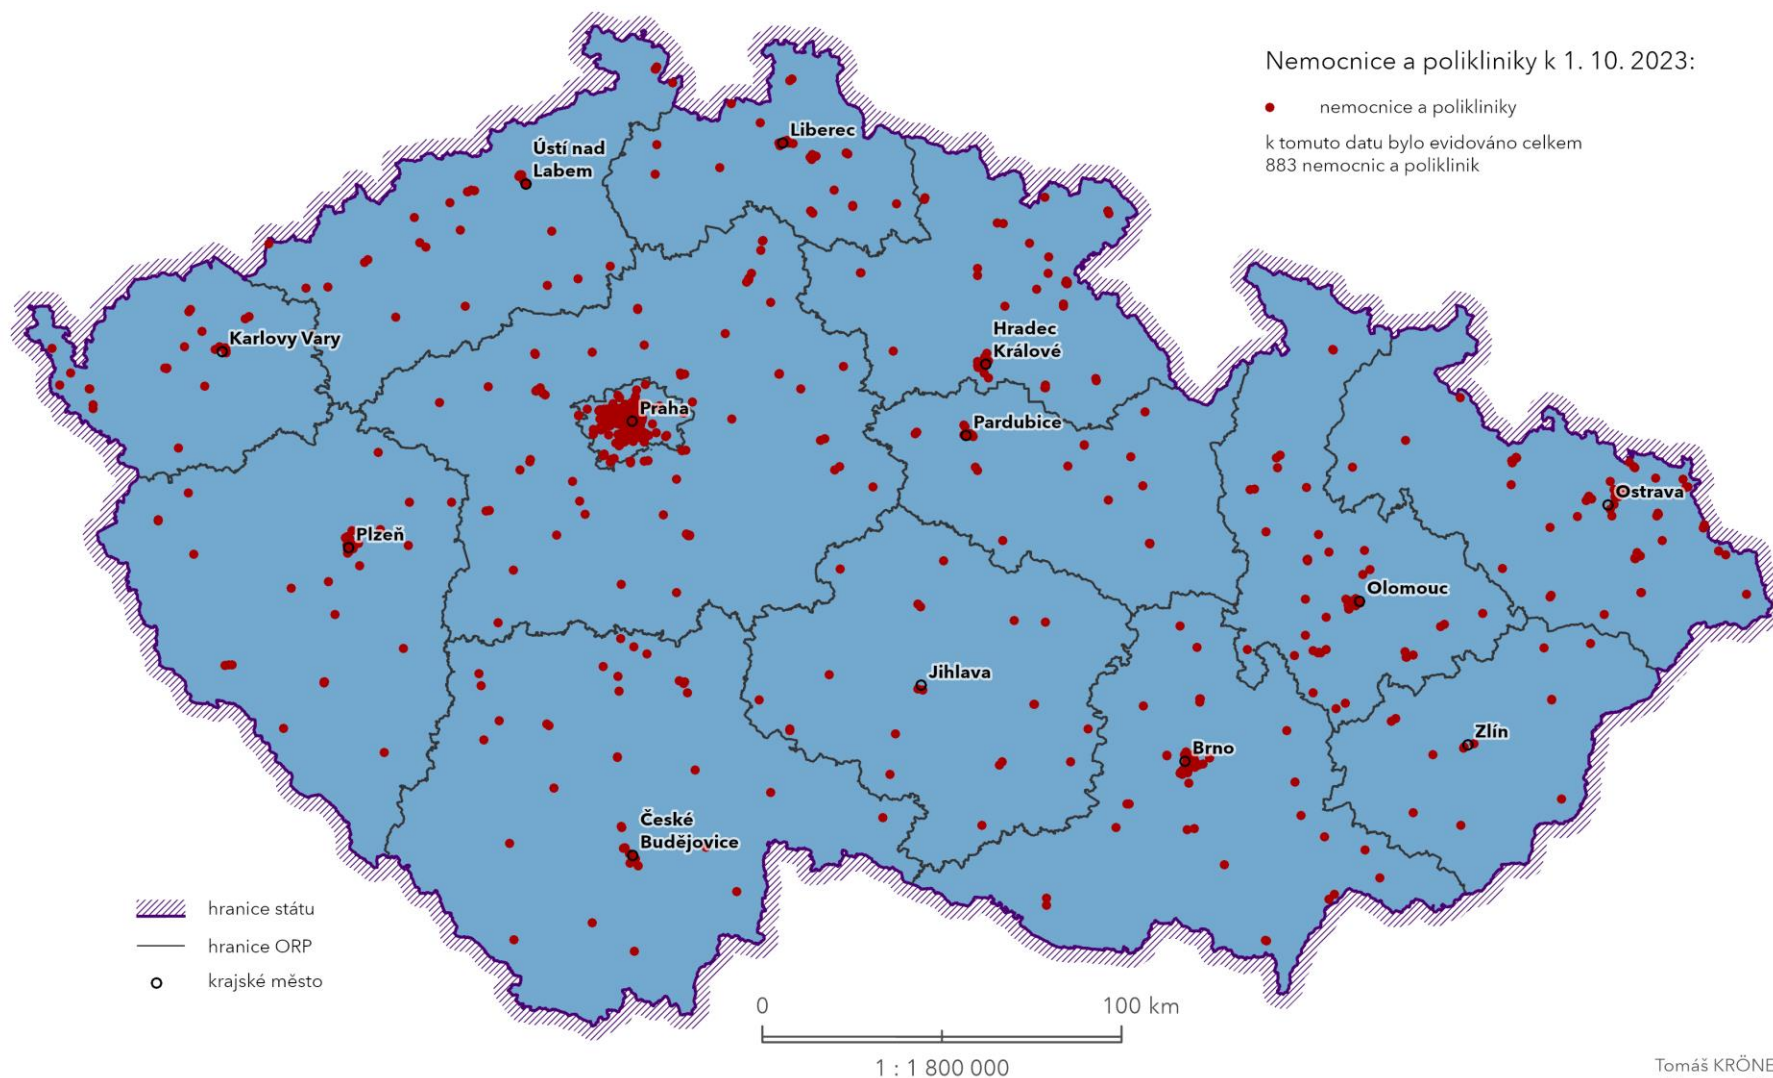 Nemocnice a polikliniky k 1. 10. 2023:
nemocnice a polikliniky
k tomuto datu bylo evidováno celkem
883 nemocnic a poliklinik
Liberec
Ústí nad
Labem
Karlovy Vary
Hradec
Králové
Praha
Pardubice
Ostrava
Plzeň
Olomouc
Jihlava
Zlín
Brno
České
Budějovice
hranice státu
hranice ORP
krajské město
0 100 km
1 : 1 800 000
Tomáš KRÖNE